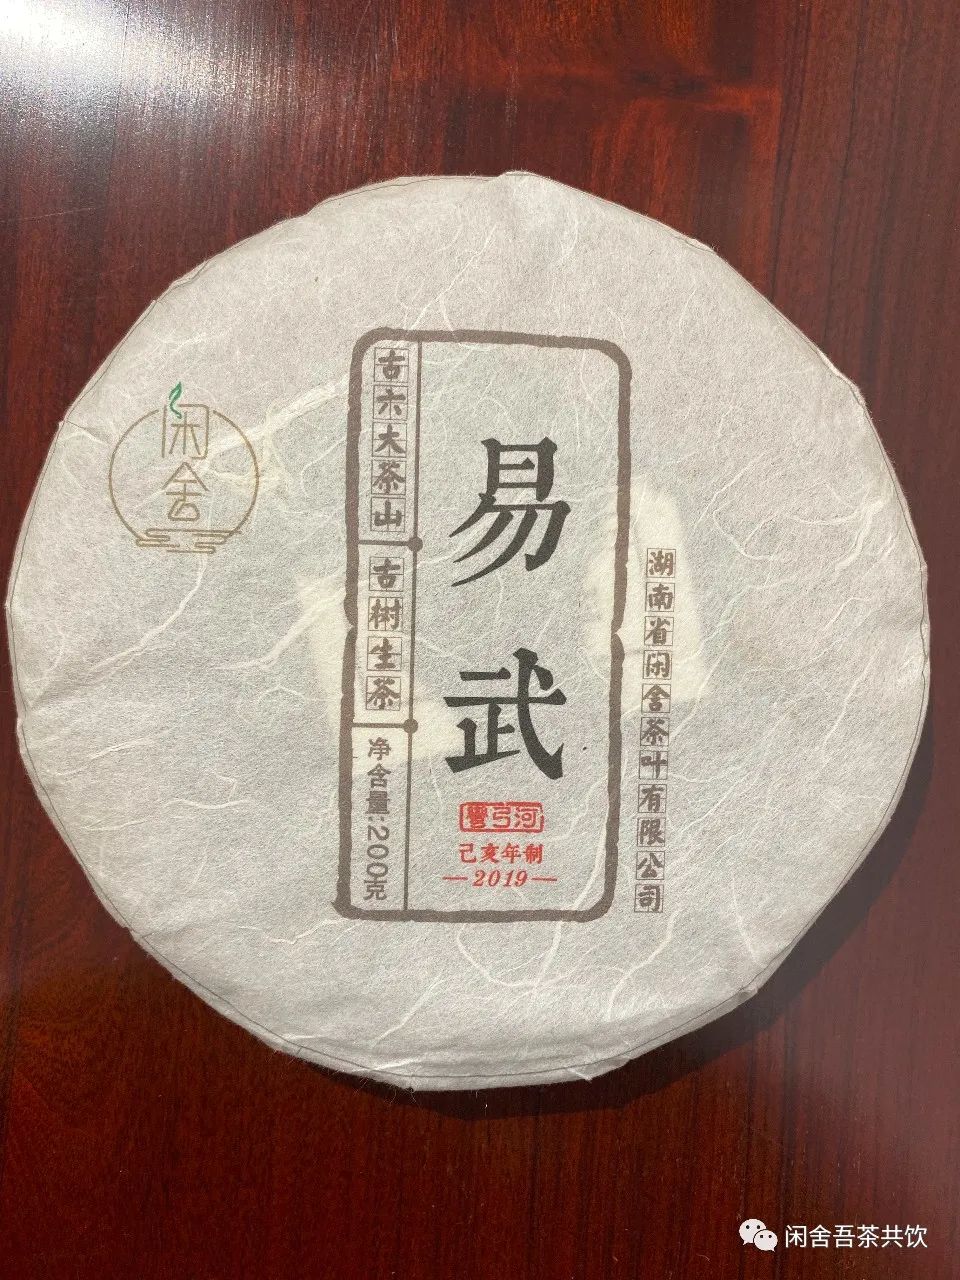 闲舍
古六大茶山
古树生茶
净含量:200克
易武
彎弓河
己亥年制
2019
湖南省闲舍茶叶有限公司
闲舍吾茶共饮